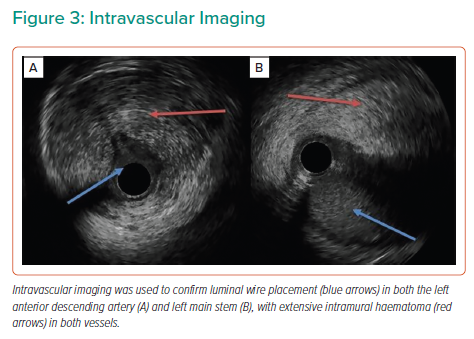 Figure 3: Intravascular Imaging
A
B
Intravascular imaging was used to confirm luminal wire placement (blue arrows) in both the left
anterior descending artery (A) and left main stem (B), with extensive intramural haematoma (red
arrows) in both vessels.